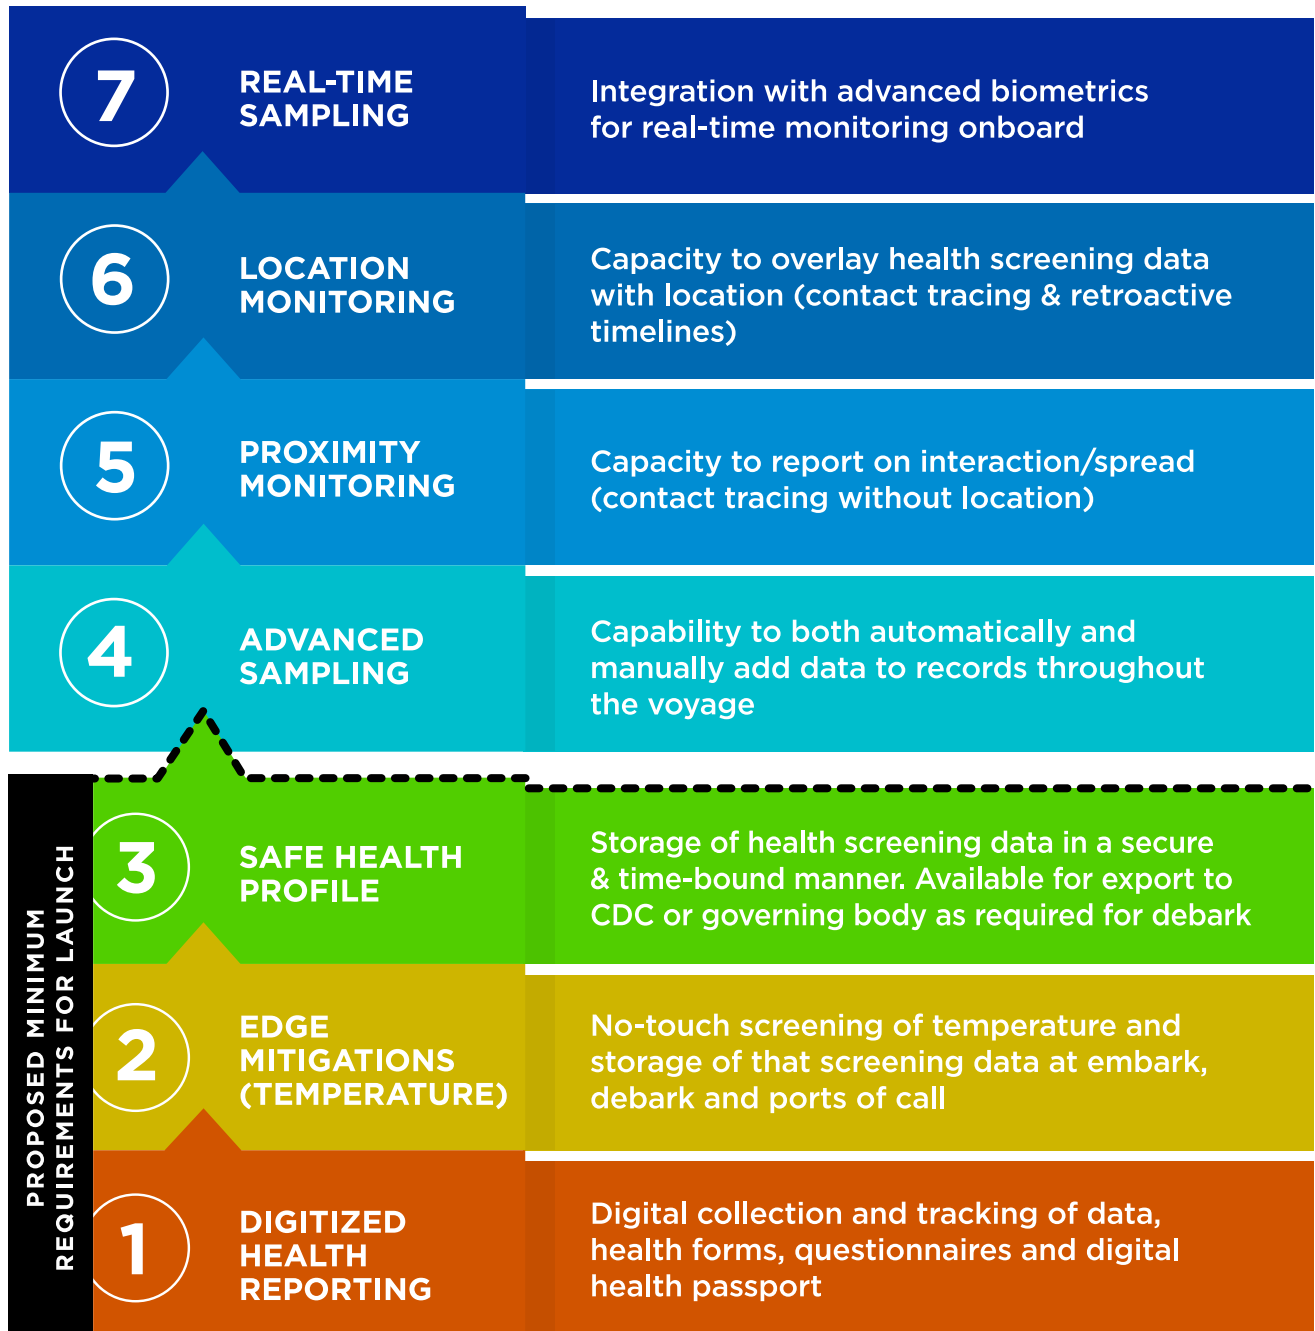 7
REAL-TIME
SAMPLING
Integration with advanced biometrics
for real-time monitoring onboard
6
LOCATION
MONITORING
Capacity to overlay health screening data
with location (contact tracing & retroactive
timelines)
5
PROXIMITY
MONITORING
Capacity to report on interaction/spread
(contact tracing without location)
4
ADVANCED
SAMPLING
Capability to both automatically and
manually add data to records throughout
the voyage
PROPOSED MINIMUM
REQUIREMENTS FOR LAUNCH
3
SAFE HEALTH
PROFILE
Storage of health screening data in a secure
& time-bound manner. Available for export to
CDC or governing body as required for debark
2
EDGE
MITIGATIONS
(TEMPERATURE)
No-touch screening of temperature and
storage of that screening data at embark,
debark and ports of call
1
DIGITIZED
HEALTH
REPORTING
Digital collection and tracking of data,
health forms, questionnaires and digital
health passport